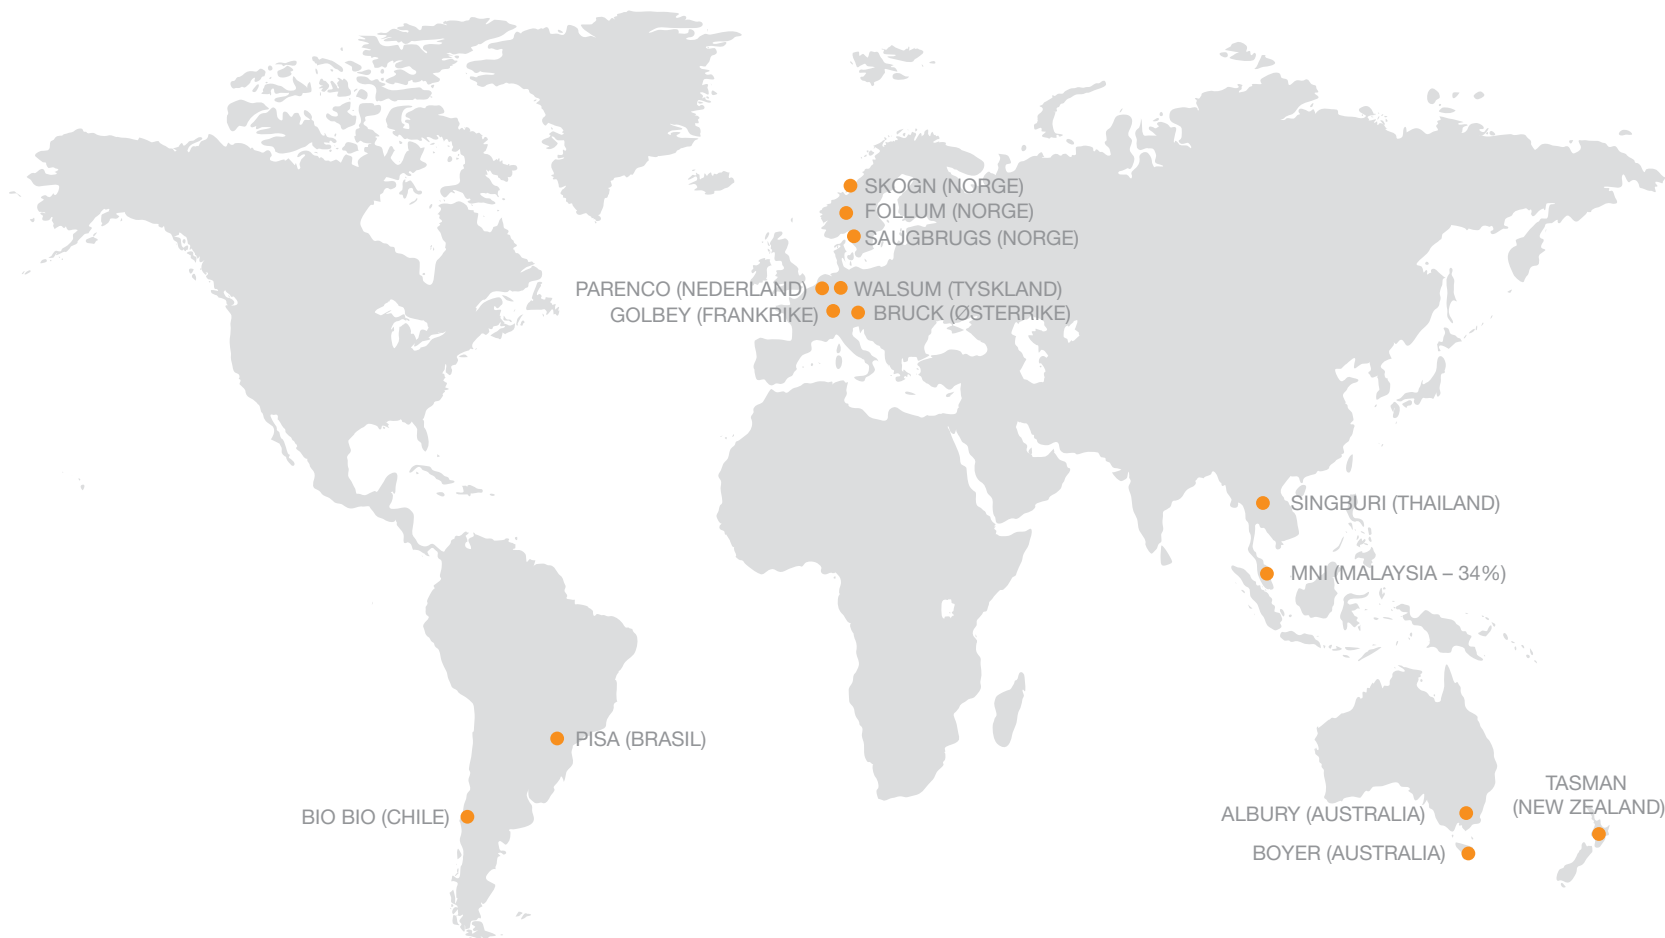 SKOGN (NORGE)
FOLLUM (NORGE)
SAUGBRUGS (NORGE)
PARENCO (NEDERLAND)
WALSUM (TYSKLAND)
GOLBEY (FRANKRIKE)
BRUCK (ØSTERRIKE)
SINGBURI (THAILAND)
MNI (MALAYSIA – 34%)
PISA (BRASIL)
BIO BIO (CHILE)
ALBURY (AUSTRALIA)
TASMAN
(NEW ZEALAND)
BOYER (AUSTRALIA)